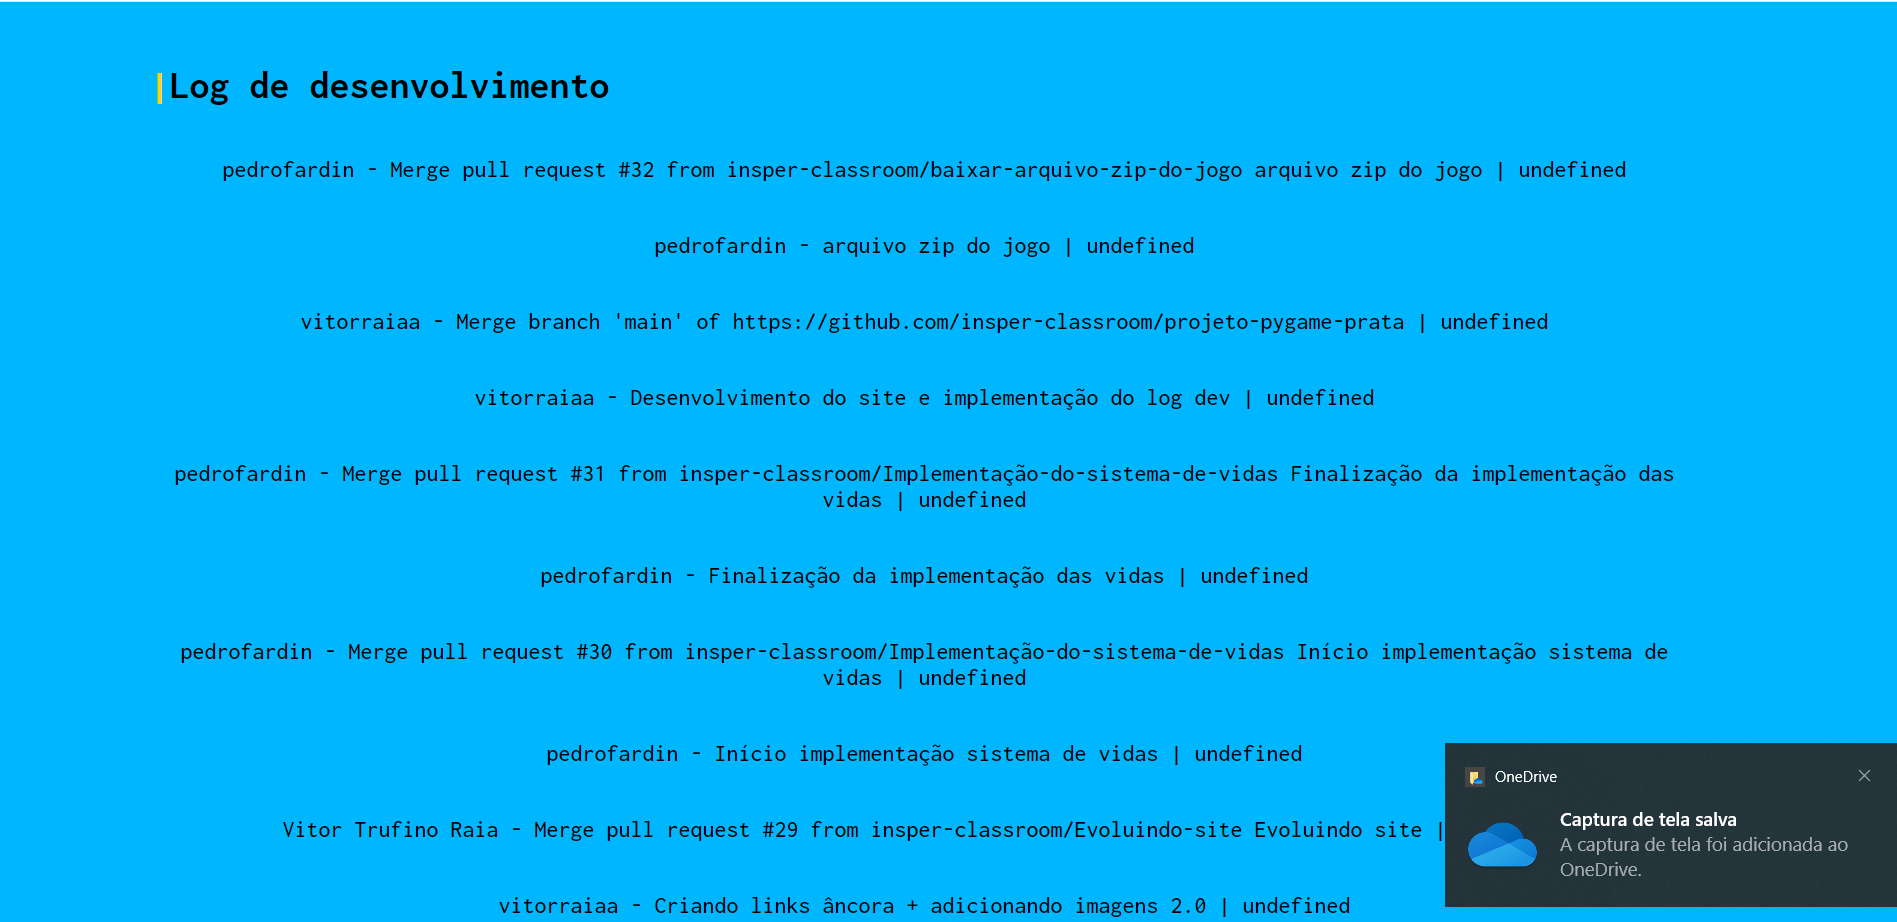 Log de desenvolvimento
pedrofardin - Merge pull request #32 from insper-classroom/baixar-arquivo-zip-do-jogo arquivo zip do jogo | undefined
pedrofardin - arquivo zip do jogo | undefined
vitorraiaa - Merge branch 'main' of https://github.com/insper-classroom/projeto-pygame-prata | undefined
vitorraiaa - Desenvolvimento do site e implementação do log dev | undefined
pedrofardin - Merge pull request #31 from insper-classroom/Implementação-do-sistema-de-vidas Finalização da implementação das
vidas | undefined
pedrofardin - Finalização da implementação das vidas | undefined
pedrofardin - Merge pull request #30 from insper-classroom/Implementação-do-sistema-de-vidas Início implementação sistema de
vidas | undefined
pedrofardin - Início implementação sistema de vidas | undefined
Vitor Trufino Raia - Merge pull request #29 from insper-classroom/Evoluindo-site Evoluindo site |
vitorraiaa - Criando links âncora + adicionando imagens 2.0 | undefined
OneDrive
Captura de tela salva
A captura de tela foi adicionada ao
OneDrive.